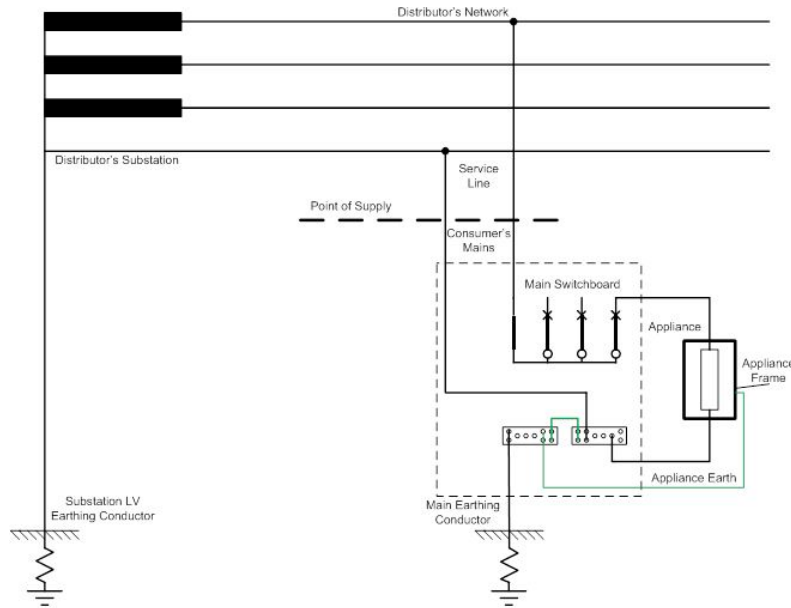 Distributor's Network
Distributor's Substation
Service
Line
Point of Supply
Consumer's
Mains
Main Switchboard
Appliance
Appliance
Frame
Appliance Earth
Substation LV
Earthing Conductor
Main Earthing
Conductor